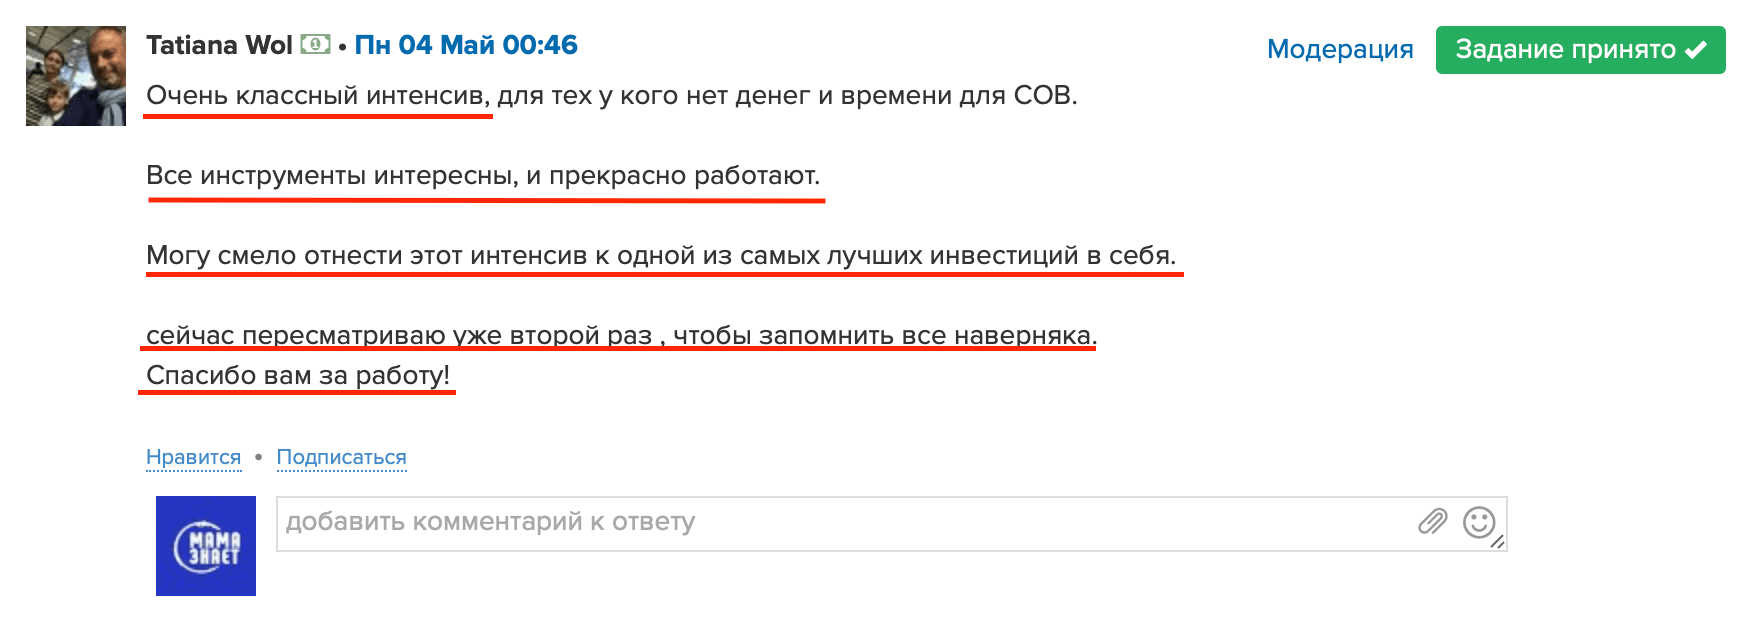 Tatiana Wol • Пн 04 Май 00:46
Модерация
Задание принято ✔
Очень классный интенсив, для тех у кого нет денег и времени для СОВ.
Все инструменты интересны, и прекрасно работают.
Могу смело отнести этот интенсив к одной из самых лучших инвестиций в себя.
сейчас пересматриваю уже второй раз , чтобы запомнить все наверняка.
Спасибо вам за работу!
Нравится • Подписаться
добавить комментарий к ответу
МАМА
ЗНАЕТ